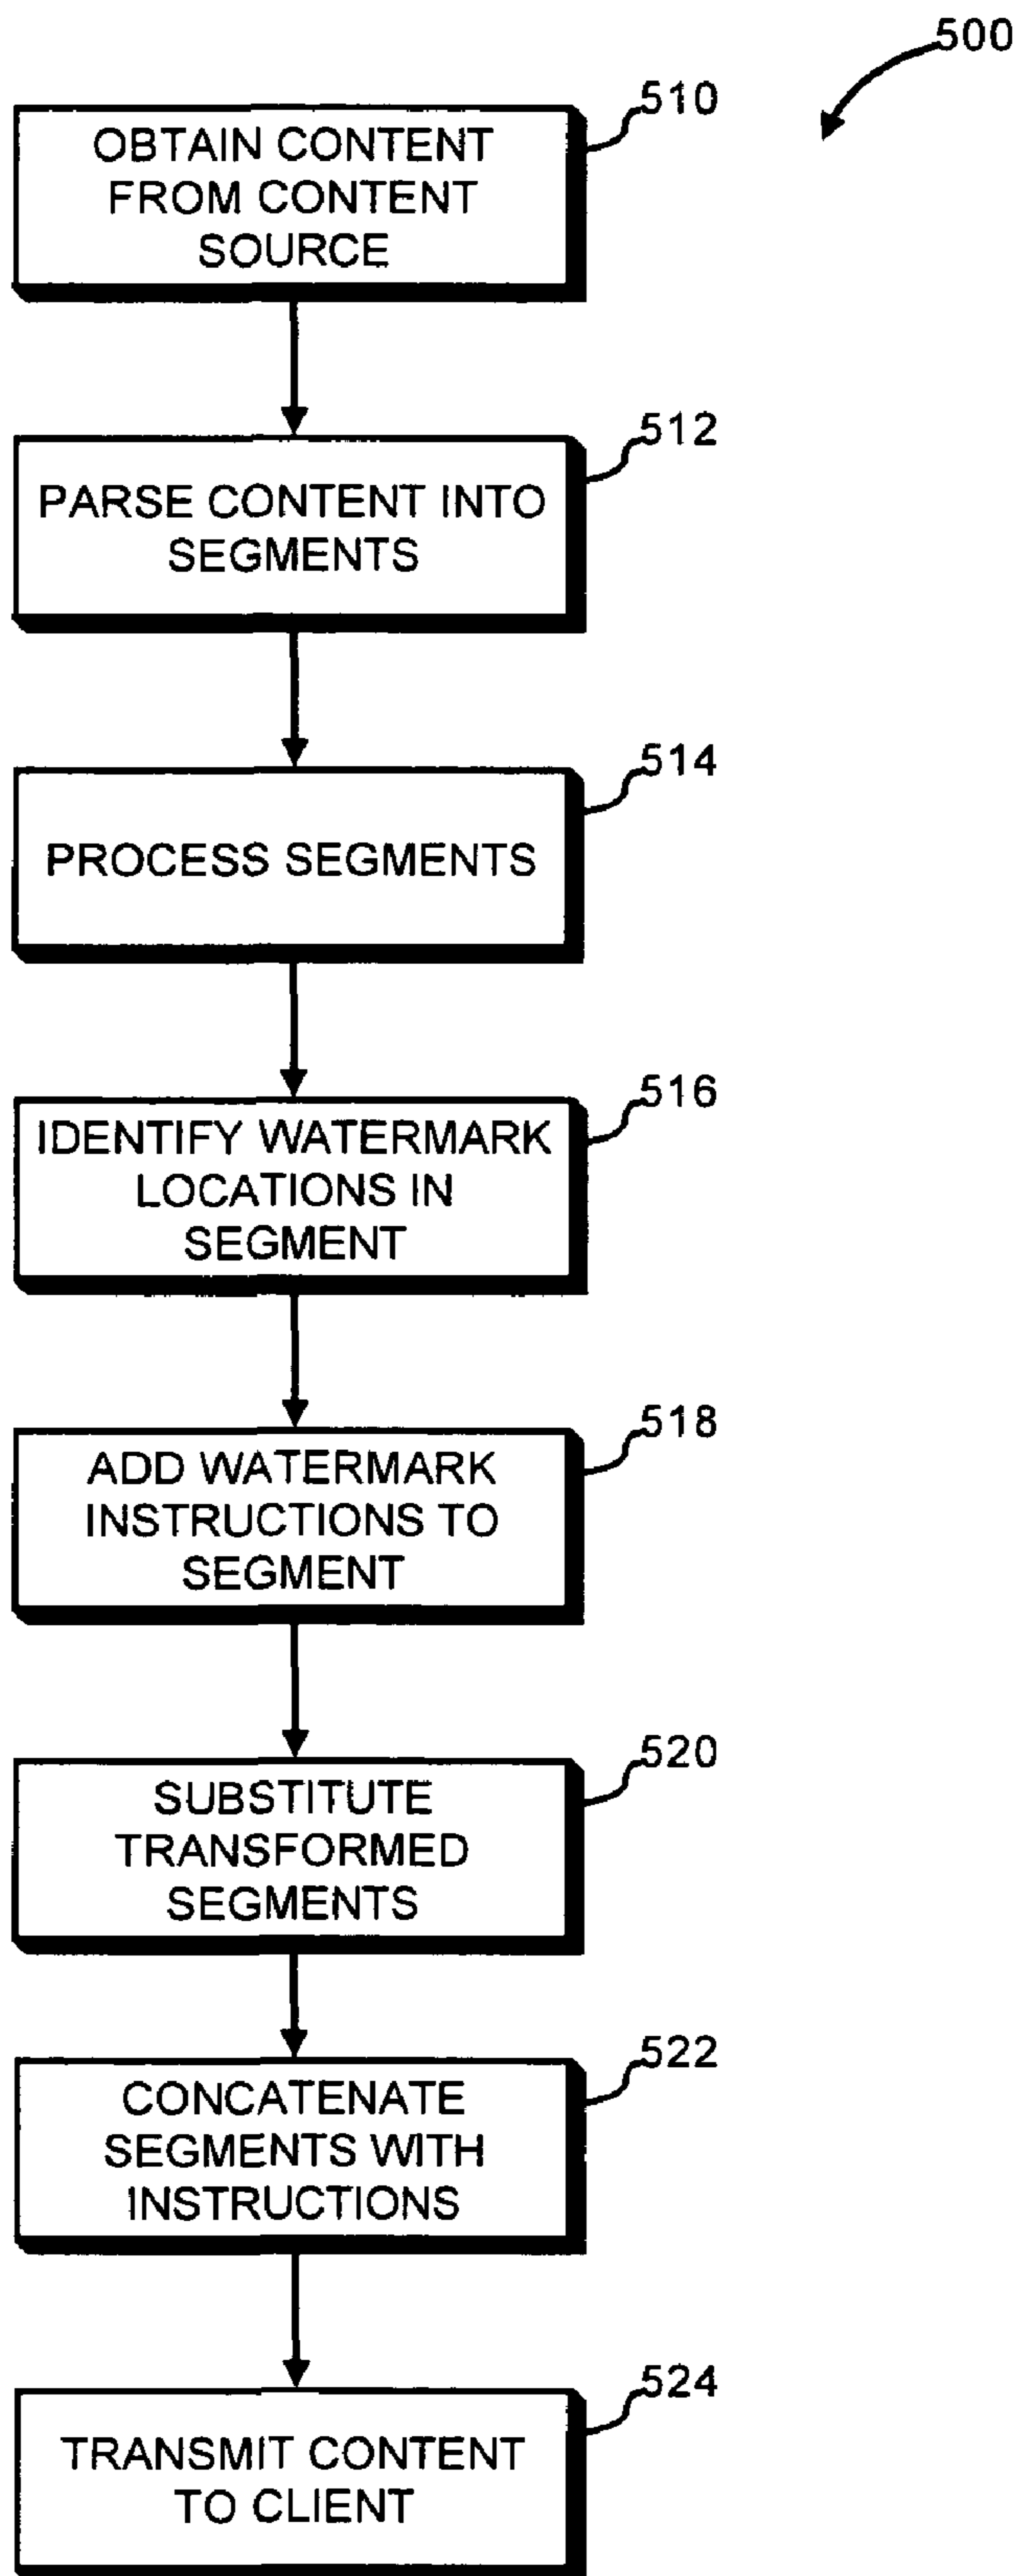 500
510
OBTAIN CONTENT
FROM CONTENT
SOURCE
512
PARSE CONTENT INTO
SEGMENTS
514
PROCESS SEGMENTS
516
IDENTIFY WATERMARK
LOCATIONS IN
SEGMENT
518
ADD WATERMARK
INSTRUCTIONS TO
SEGMENT
520
SUBSTITUTE
TRANSFORMED
SEGMENTS
522
CONCATENATE
SEGMENTS WITH
INSTRUCTIONS
524
TRANSMIT CONTENT
TO CLIENT